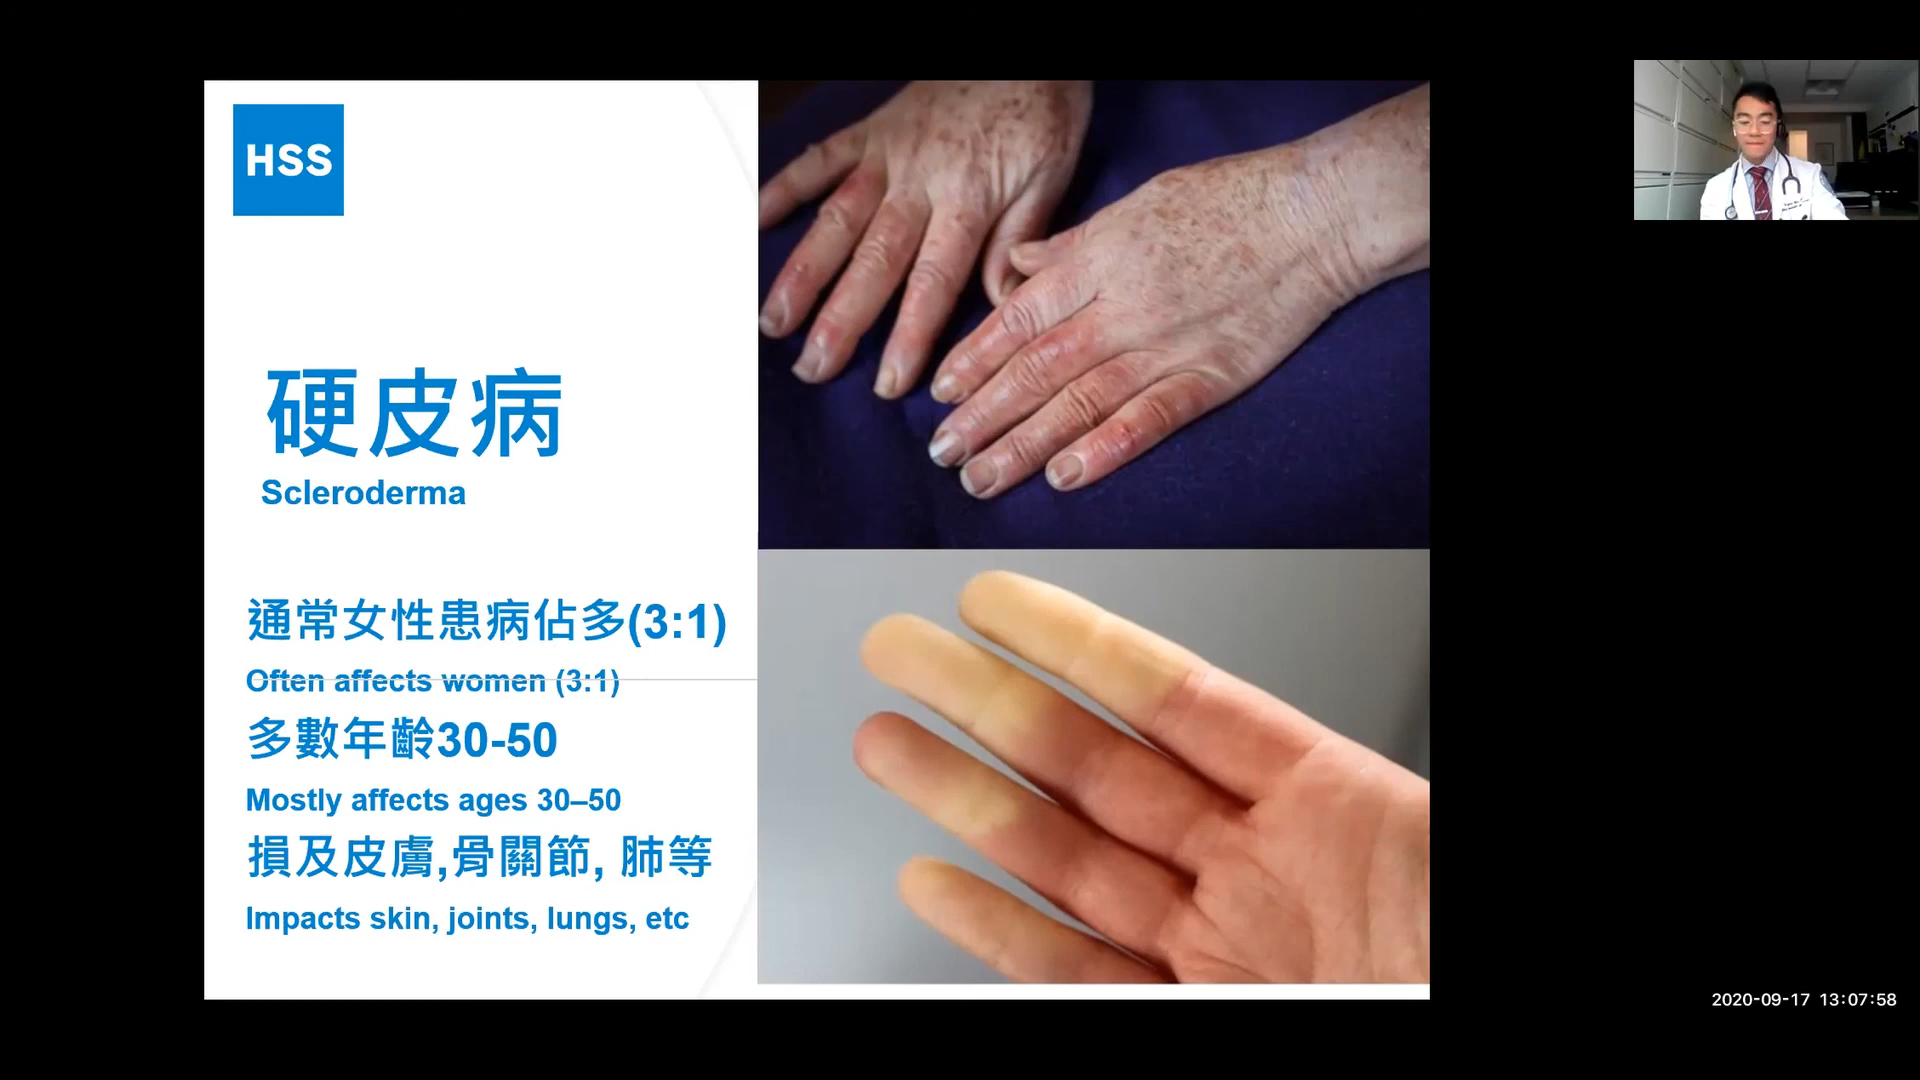 HSS
硬皮病
Scleroderma
通常女性患病佔多(3:1)
Often affects women (3:1)
多數年齡30-50
Mostly affects ages 30–50
損及皮膚,骨關節, 肺等
Impacts skin, joints, lungs, etc
2020-09-17 13:07:58